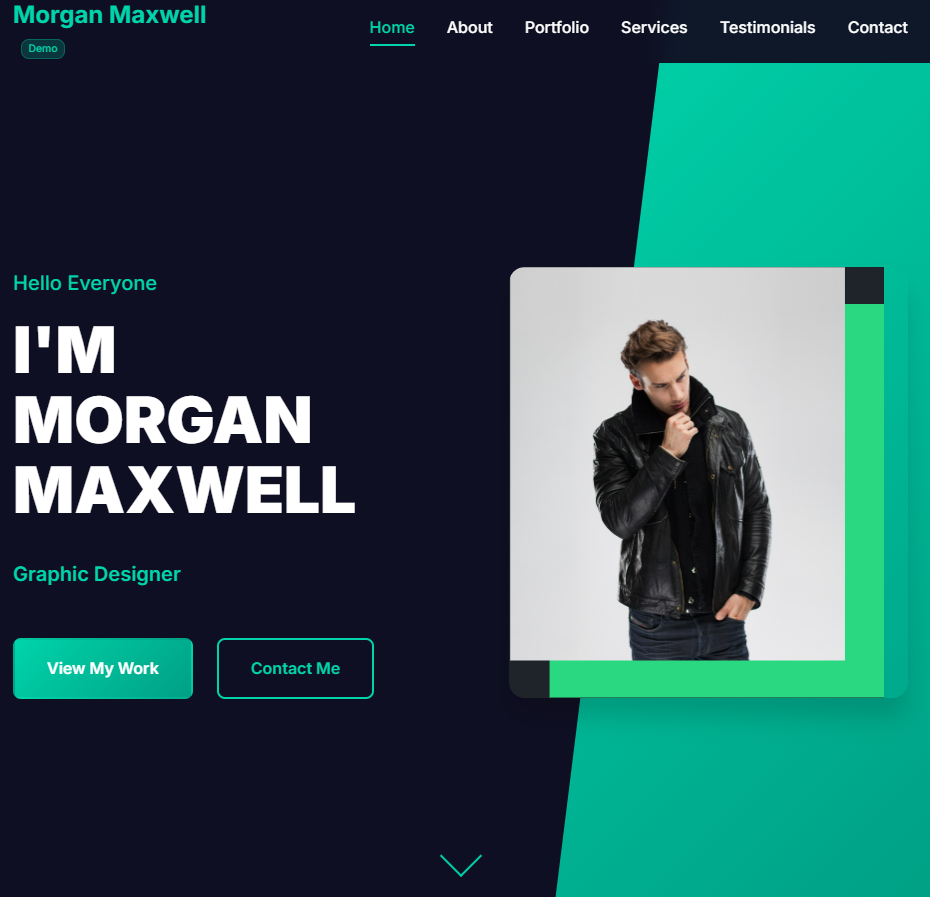 Morgan Maxwell
Demo
Home About Portfolio Services Testimonials Contact
Hello Everyone
I'M
MORGAN
MAXWELL
Graphic Designer
View My Work Contact Me